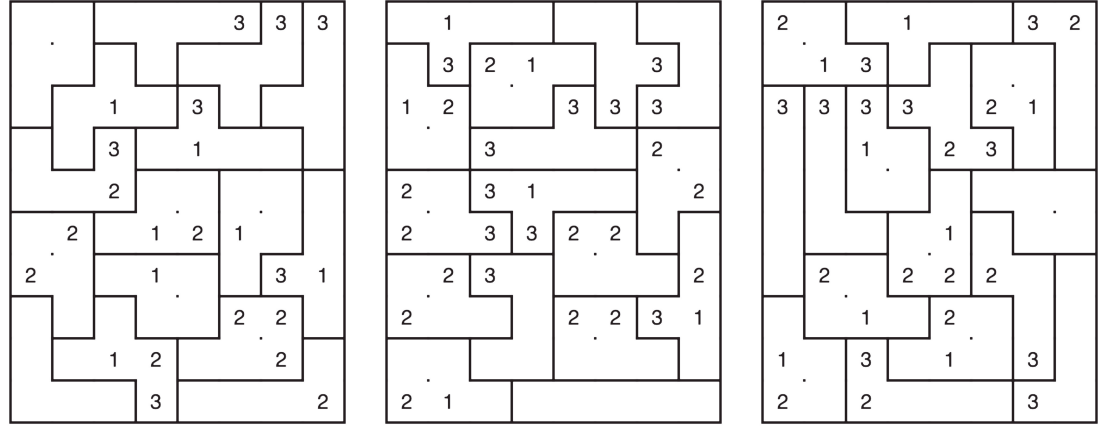 3 3 3
1 3
3 1
2
2 1 2 1
2 1 3 1
2 2
1 2 2
3 2
1
3 2 1 3
1 2 3 3 3
3 2
2 3 1 2
2 3 3 2 2
2 3 2
2 2 2 3 1
2 1
2 1 3 2
1 3
3 3 3 3 2 1
1 2 3
1
2 2 2 2
1 2
1 3 1 3
2 2 3